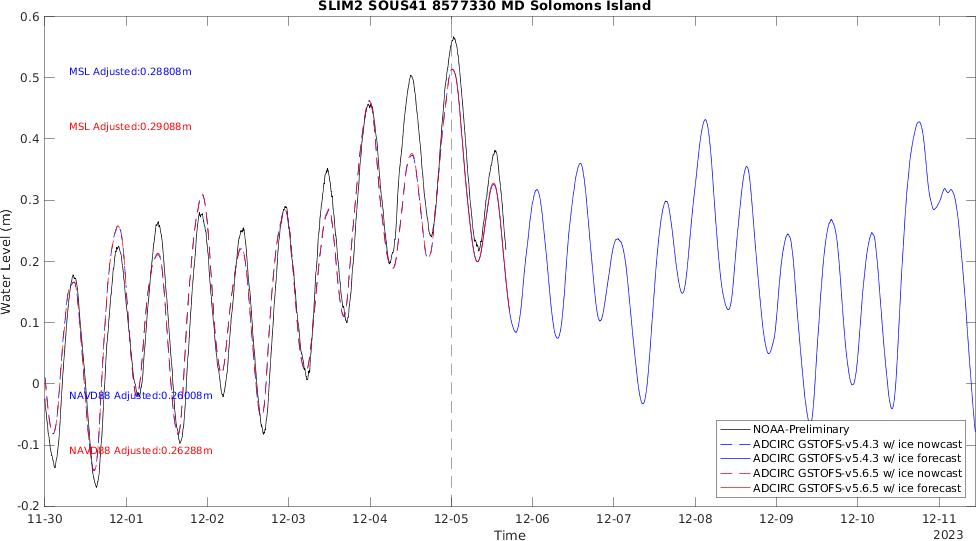 SLIM2 SOUS41 8577330 MD Solomons Island
0.6
0.5
0.4
0.3
0.2
0.1
0
-0.1
-0.2
Water Level (m)
MSL Adjusted:0.28808m
MSL Adjusted:0.29088m
NAVD88 Adjusted:0.26008m
NAVD88 Adjusted:0.26288m
NOAA-Preliminary
ADCIRC GSTOFS-v5.4.3 w/ ice nowcast
ADCIRC GSTOFS-v5.4.3 w/ ice forecast
ADCIRC GSTOFS-v5.6.5 w/ ice nowcast
ADCIRC GSTOFS-v5.6.5 w/ ice forecast
11-30 12-01 12-02 12-03 12-04 12-05 12-06 12-07 12-08 12-09 12-10 12-11
2023
Time